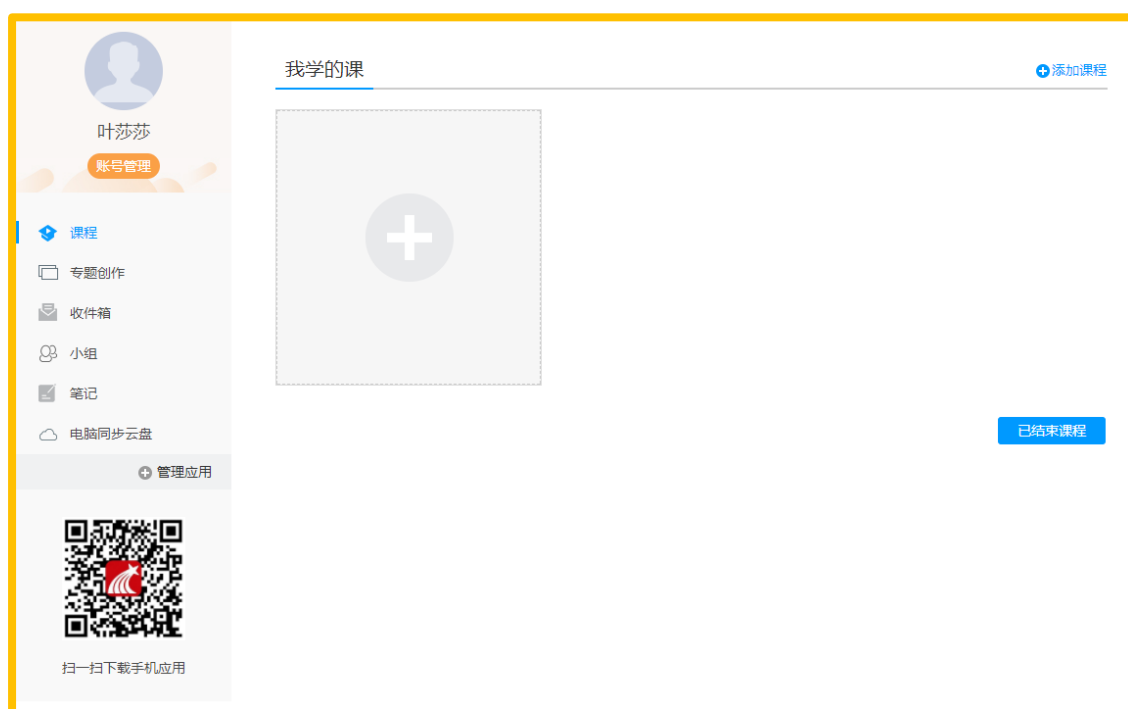 叶莎莎
账号管理
课程
专题创作
收件箱
小组
笔记
电脑同步云盘
管理应用
扫一扫下载手机应用
我学的课
添加课程
已结束课程